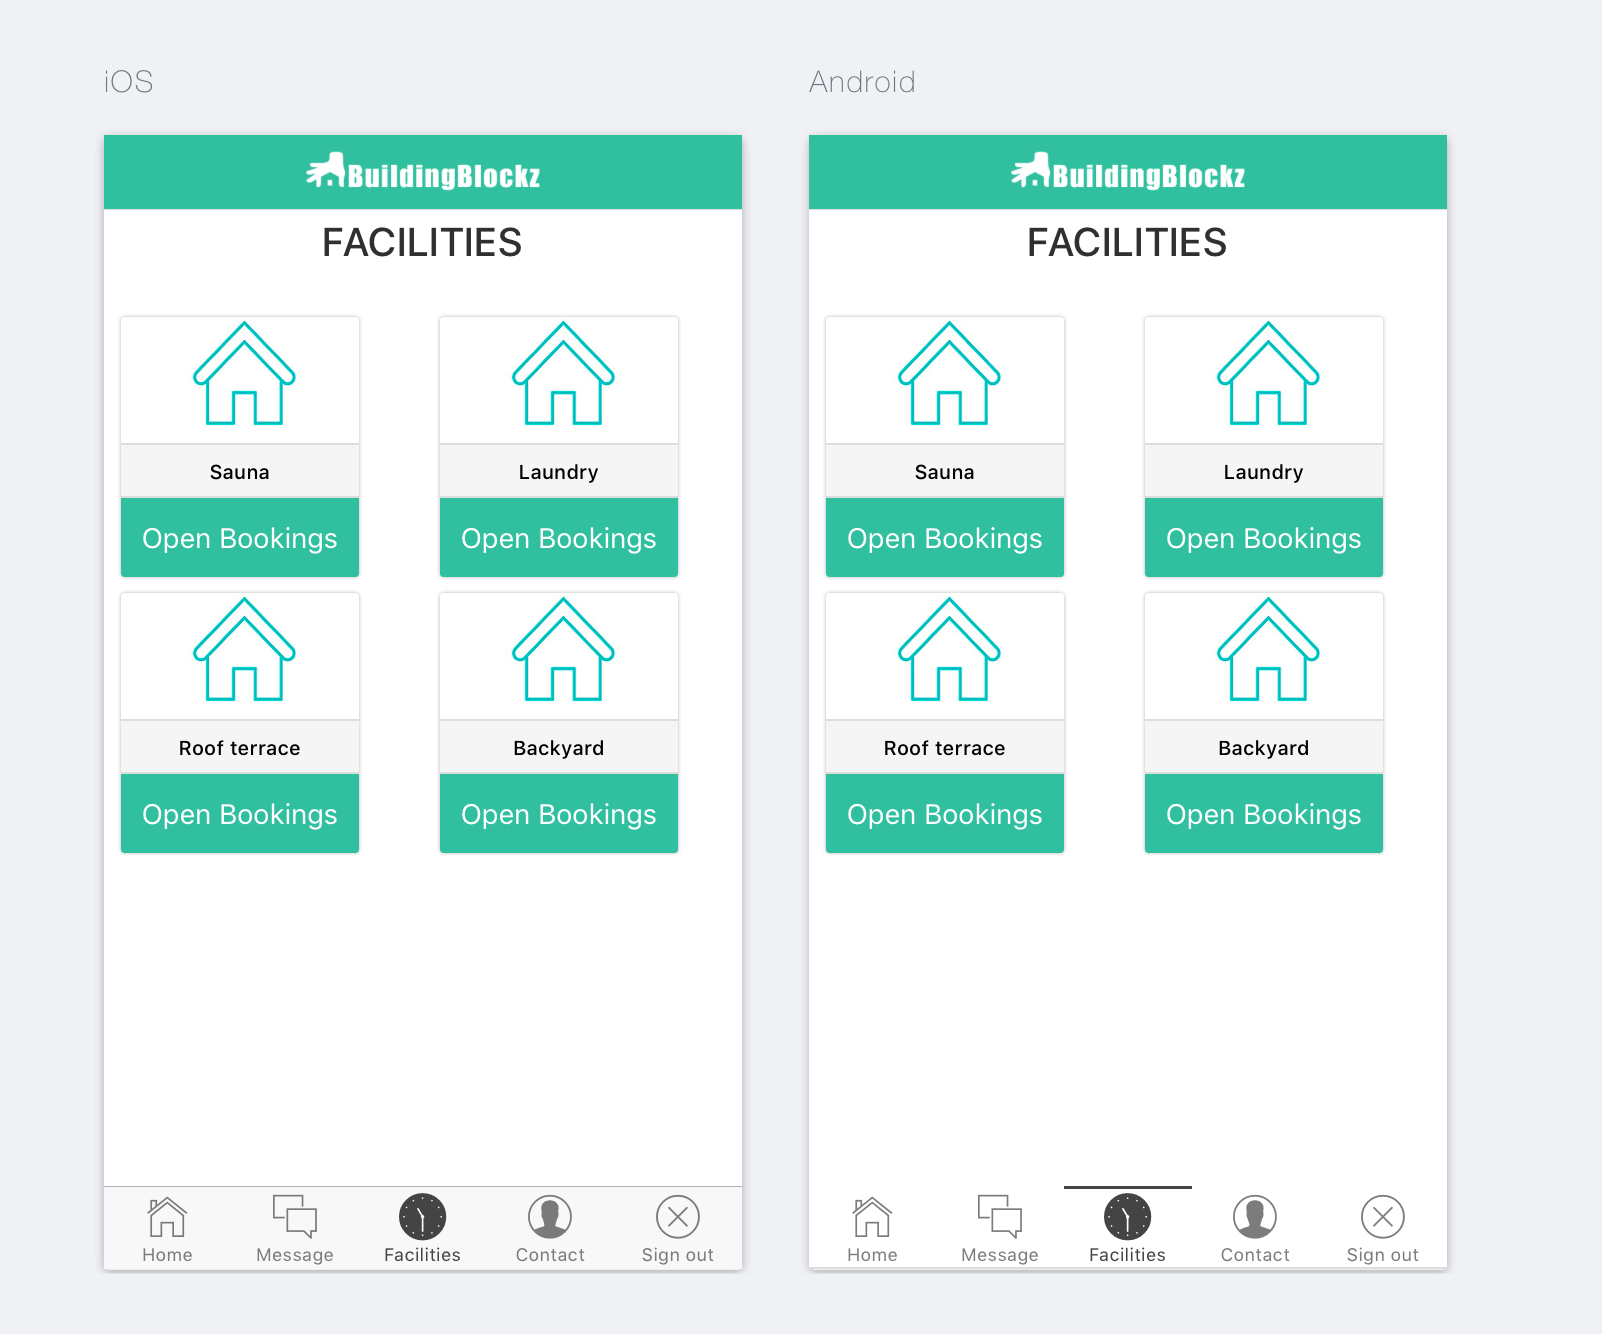 iOS
BuildingBlockz
FACILITIES
Sauna
Laundry
Open Bookings
Open Bookings
Roof terrace
Backyard
Open Bookings
Open Bookings
Home
Message
Facilities
Contact
Sign out
Android
BuildingBlockz
FACILITIES
Sauna
Laundry
Open Bookings
Open Bookings
Roof terrace
Backyard
Open Bookings
Open Bookings
Home
Message
Facilities
Contact
Sign out